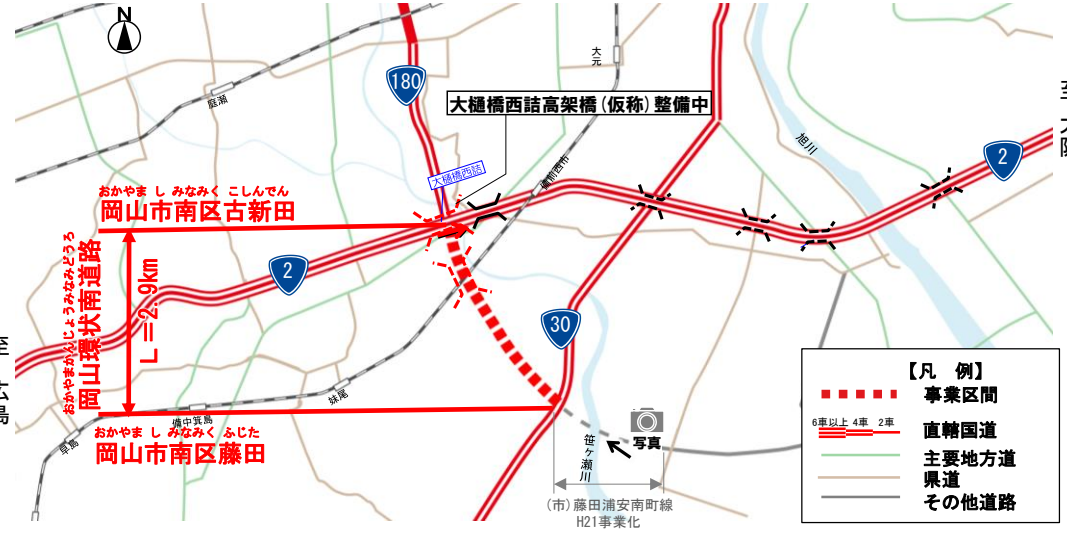 N
180
大元
庭瀬
大樋橋西詰高架橋(仮称)整備中
至 大阪
旭川
2
大樋橋西詰
備前西市
おかやま し みなみく こしんでん
岡山市南区古新田
おかやまかんじょうみなみどうろ
岡山環状南道路
L=2.9km
2
30
至 広島
妹尾
備中箕島
早島
おかやま し みなみく ふじた
岡山市南区藤田
笹ヶ瀬川
写真
(市)藤田浦安南町線
H21事業化
【凡 例】
事業区間
6車以上 4車 2車
直轄国道
主要地方道
県道
その他道路